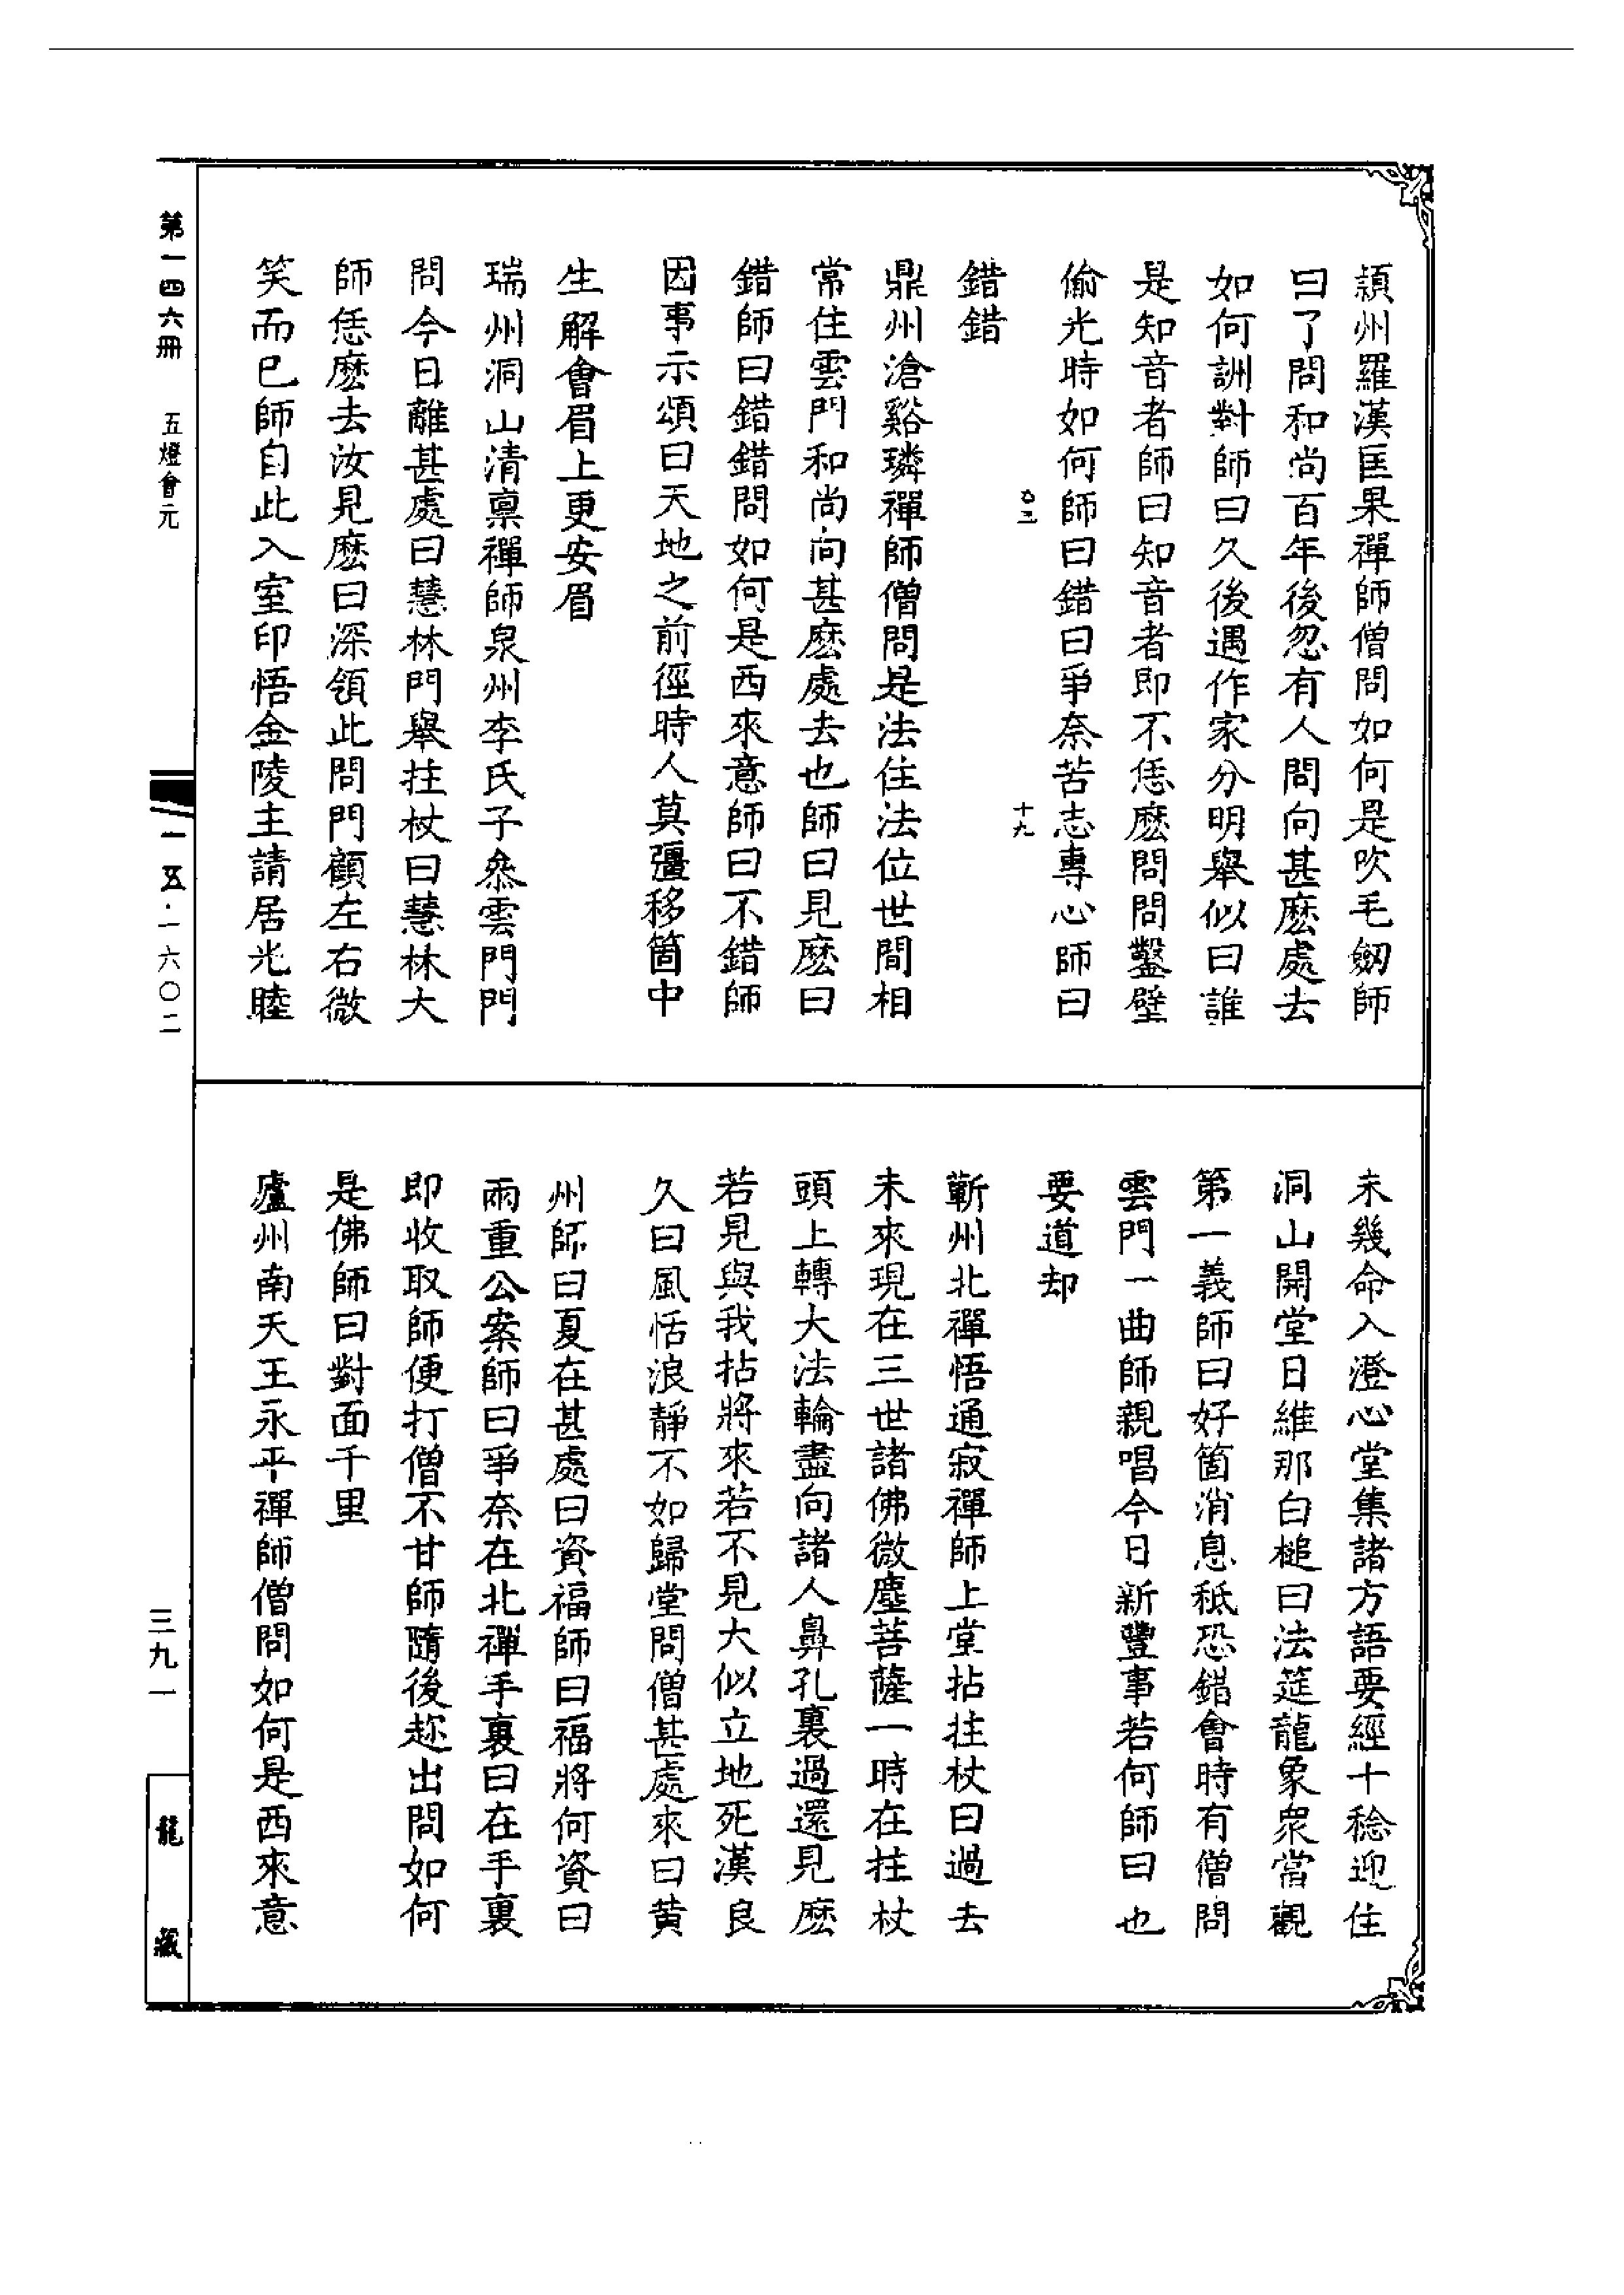 頴州羅漢匡果禪師僧問如何是吹毛劒師
曰了問和尚百年後忽有人問向甚麽處去
如何訓對師曰久後遇作家分明舉似曰誰
是知音者師曰知音者即不恁麽問問鑿壁
偷光時如何師曰錯曰爭奈苦志專心師曰
十九
錯錯
鼎州滄谿璘禪師僧問是法住法位世間相
常住雲門和尚向甚麽處去也師曰見麽曰
錯師曰錯錯問如何是西來意師曰不錯師
因事示頌曰天地之前徑時人莫彊移箇中
生解會眉上更安眉
瑞州洞山清稟禪師泉州李氏子叅雲門門
問今日離甚處曰慧林門舉拄杖曰慧林大
師恁麽去汝見麽曰深領此問門顧左右微
笑而已師自此入室印悟金陵主請居光睦
未幾命入澄心堂集諸方語要經十稔迎住
洞山開堂日維那白槌曰法筵龍象衆當觀
第一義師曰好箇消息秪恐錯會時有僧問
雲門一曲師親唱今日新豐事若何師曰也
要道却
蘄州北禪悟通寂禪師上堂拈拄杖曰過去
未來現在三世諸佛微塵菩薩一時在拄杖
頭上轉大法輪盡向諸人鼻孔裏過還見麽
若見與我拈將來若不見大似立地死漢良
久曰風恬浪靜不如歸堂問僧甚處來曰黄
州師曰夏在甚處曰資福師曰福將何資曰
兩重公案師曰爭奈在北禪手裏曰在手裏
即收取師便打僧不甘師隨後趂出問如何
是佛師曰對面千里
廬州南天王永平禪師僧問如何是西來意
第一四六冊
五燈會元
一五·一六〇二
三九一
龍藏